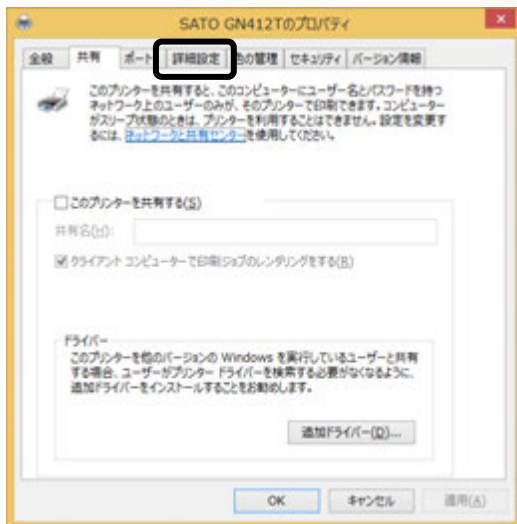 SATO GN412Tのプロパティ
全般 共有 ポート 詳細設定 色の管理 セキュリティ バージョン情報
このプリンターを共有すると、このコンピューターにユーザー名とパスワードを持つ
ネットワーク上のユーザーのみが、そのプリンターで印刷できます。コンピューター
がスリープ状態のときは、プリンターを利用することはできません。設定を変更す
るには、ネットワークと共有センターを使用してください。
このプリンターを共有する(S)
共有名(H):
クライアント コンピューターで印刷ジョブのレンダリングをする(R)
ドライバー
このプリンターを他のバージョンの Windows を実行しているユーザーと共有
する場合、ユーザーがプリンター ドライバーを検索する必要がなくなるように、
追加ドライバーをインストールすることをお勧めします。
追加ドライバー(D)...
OK キャンセル 適用(A)